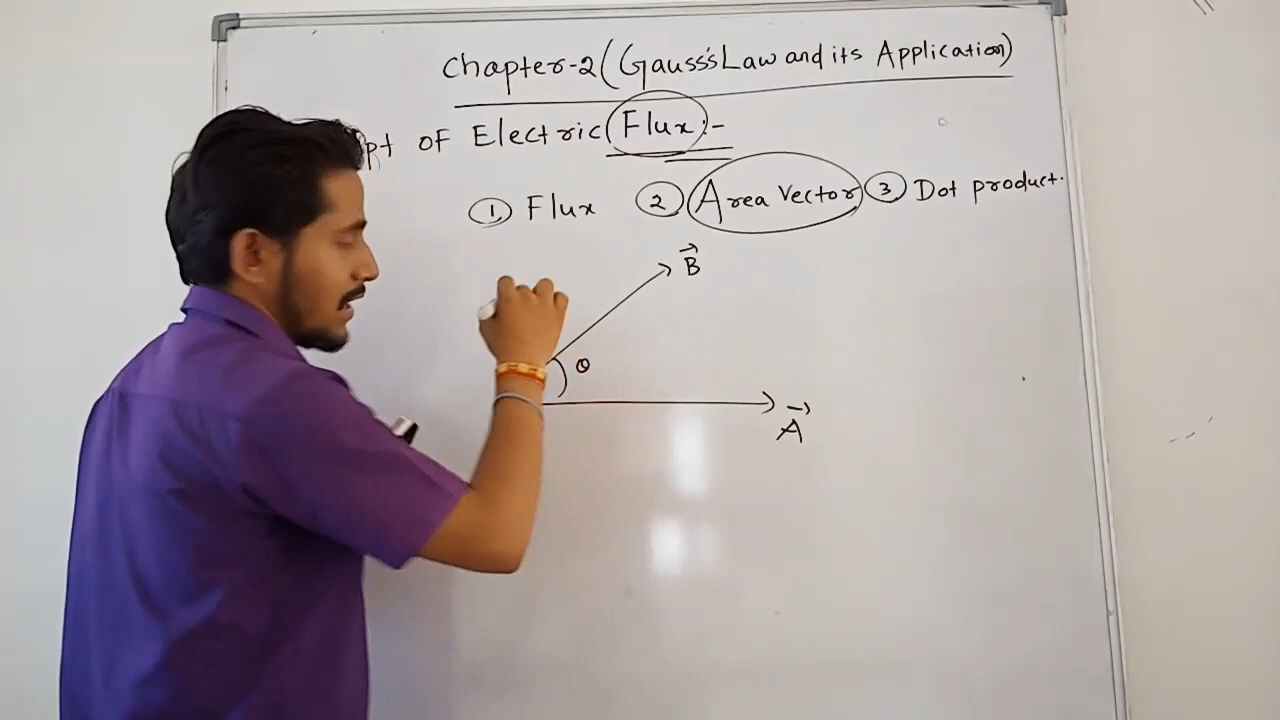 Chapter-2 (Gauss's Law and its Application)
pt of Electric Flux :-
① Flux ② Area Vector ③ Dot product.
B
θ
A